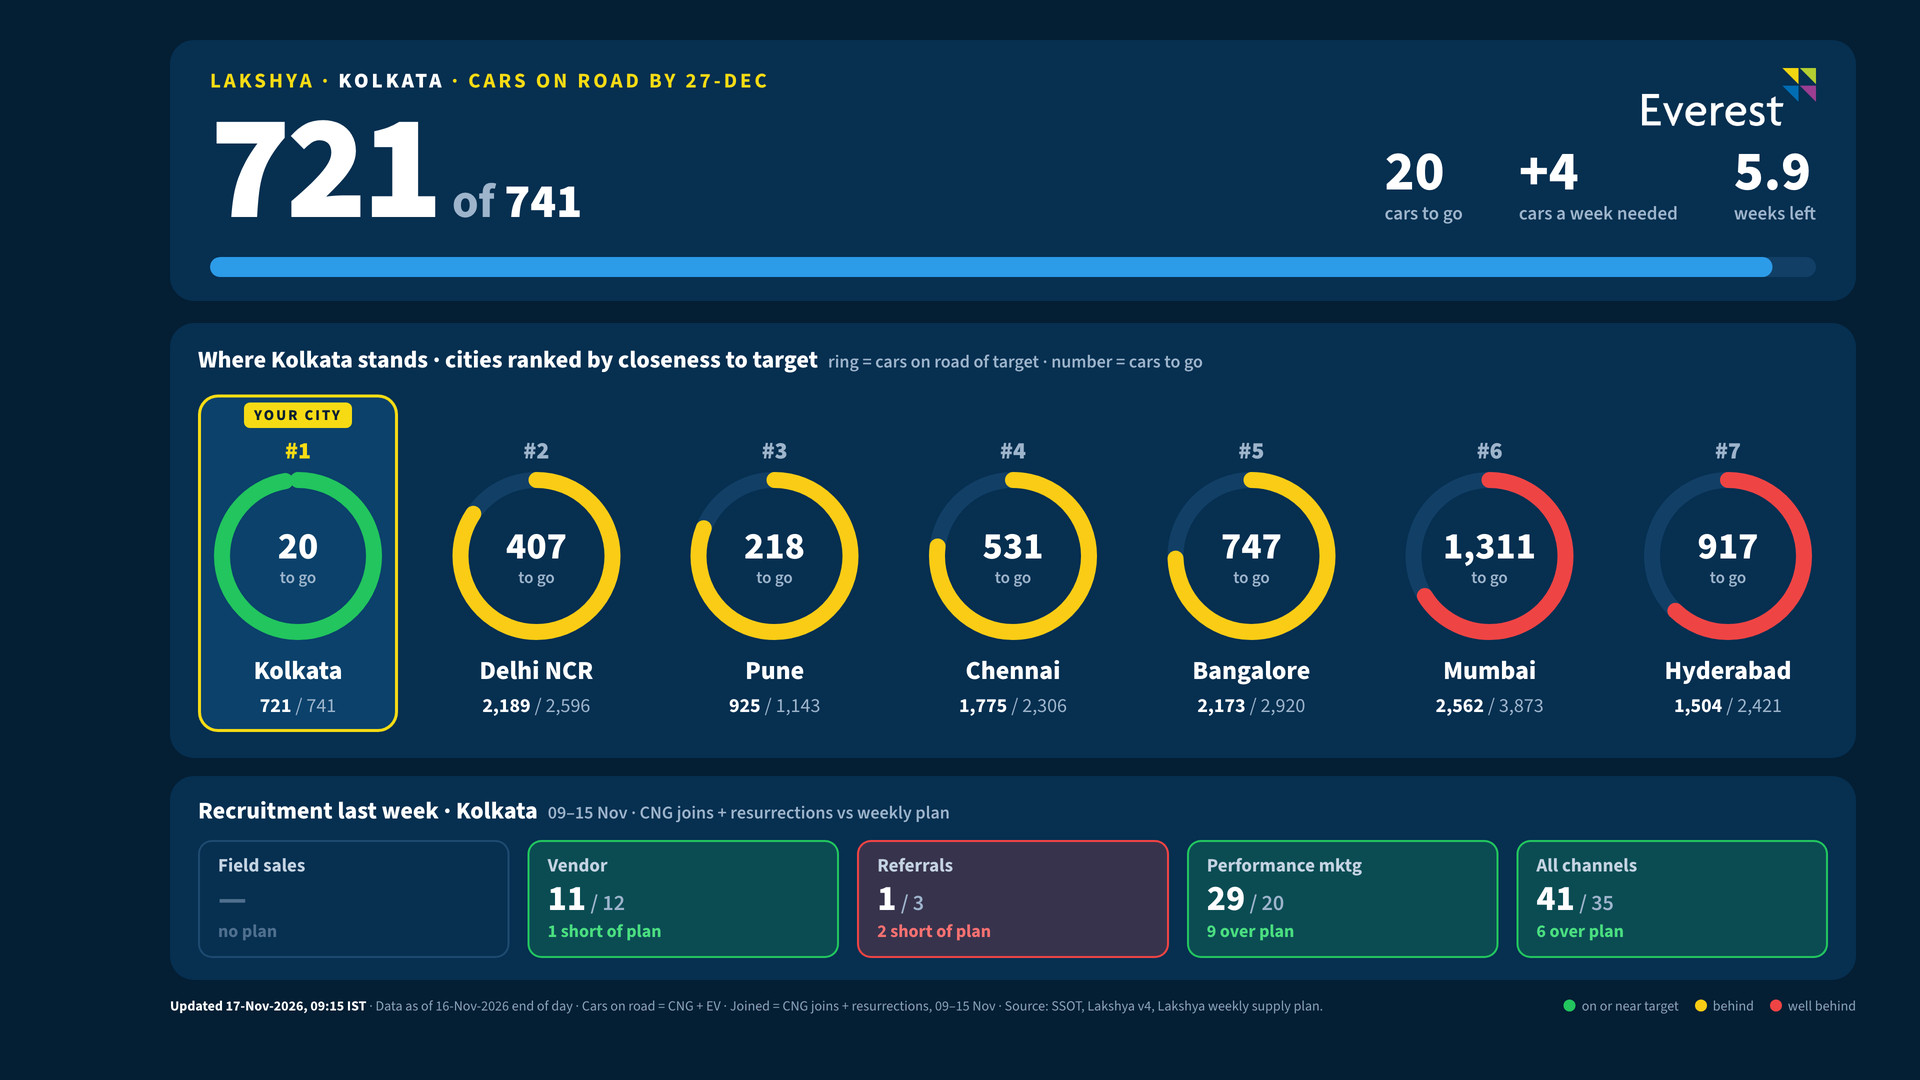 LAKSHYA · KOLKATA · CARS ON ROAD BY 27-DEC
Everest
721 of 741
20
cars to go
+4
cars a week needed
5.9
weeks left
Where Kolkata stands · cities ranked by closeness to target ring = cars on road of target · number = cars to go
YOUR CITY
#1
20
to go
Kolkata
721 / 741
#2
407
to go
Delhi NCR
2,189 / 2,596
#3
218
to go
Pune
925 / 1,143
#4
531
to go
Chennai
1,775 / 2,306
#5
747
to go
Bangalore
2,173 / 2,920
#6
1,311
to go
Mumbai
2,562 / 3,873
#7
917
to go
Hyderabad
1,504 / 2,421
Recruitment last week · Kolkata 09–15 Nov · CNG joins + resurrections vs weekly plan
Field sales
—
no plan
Vendor
11 / 12
1 short of plan
Referrals
1 / 3
2 short of plan
Performance mktg
29 / 20
9 over plan
All channels
41 / 35
6 over plan
Updated 17-Nov-2026, 09:15 IST · Data as of 16-Nov-2026 end of day · Cars on road = CNG + EV · Joined = CNG joins + resurrections, 09–15 Nov · Source: SSOT, Lakshya v4, Lakshya weekly supply plan.
on or near target
behind
well behind